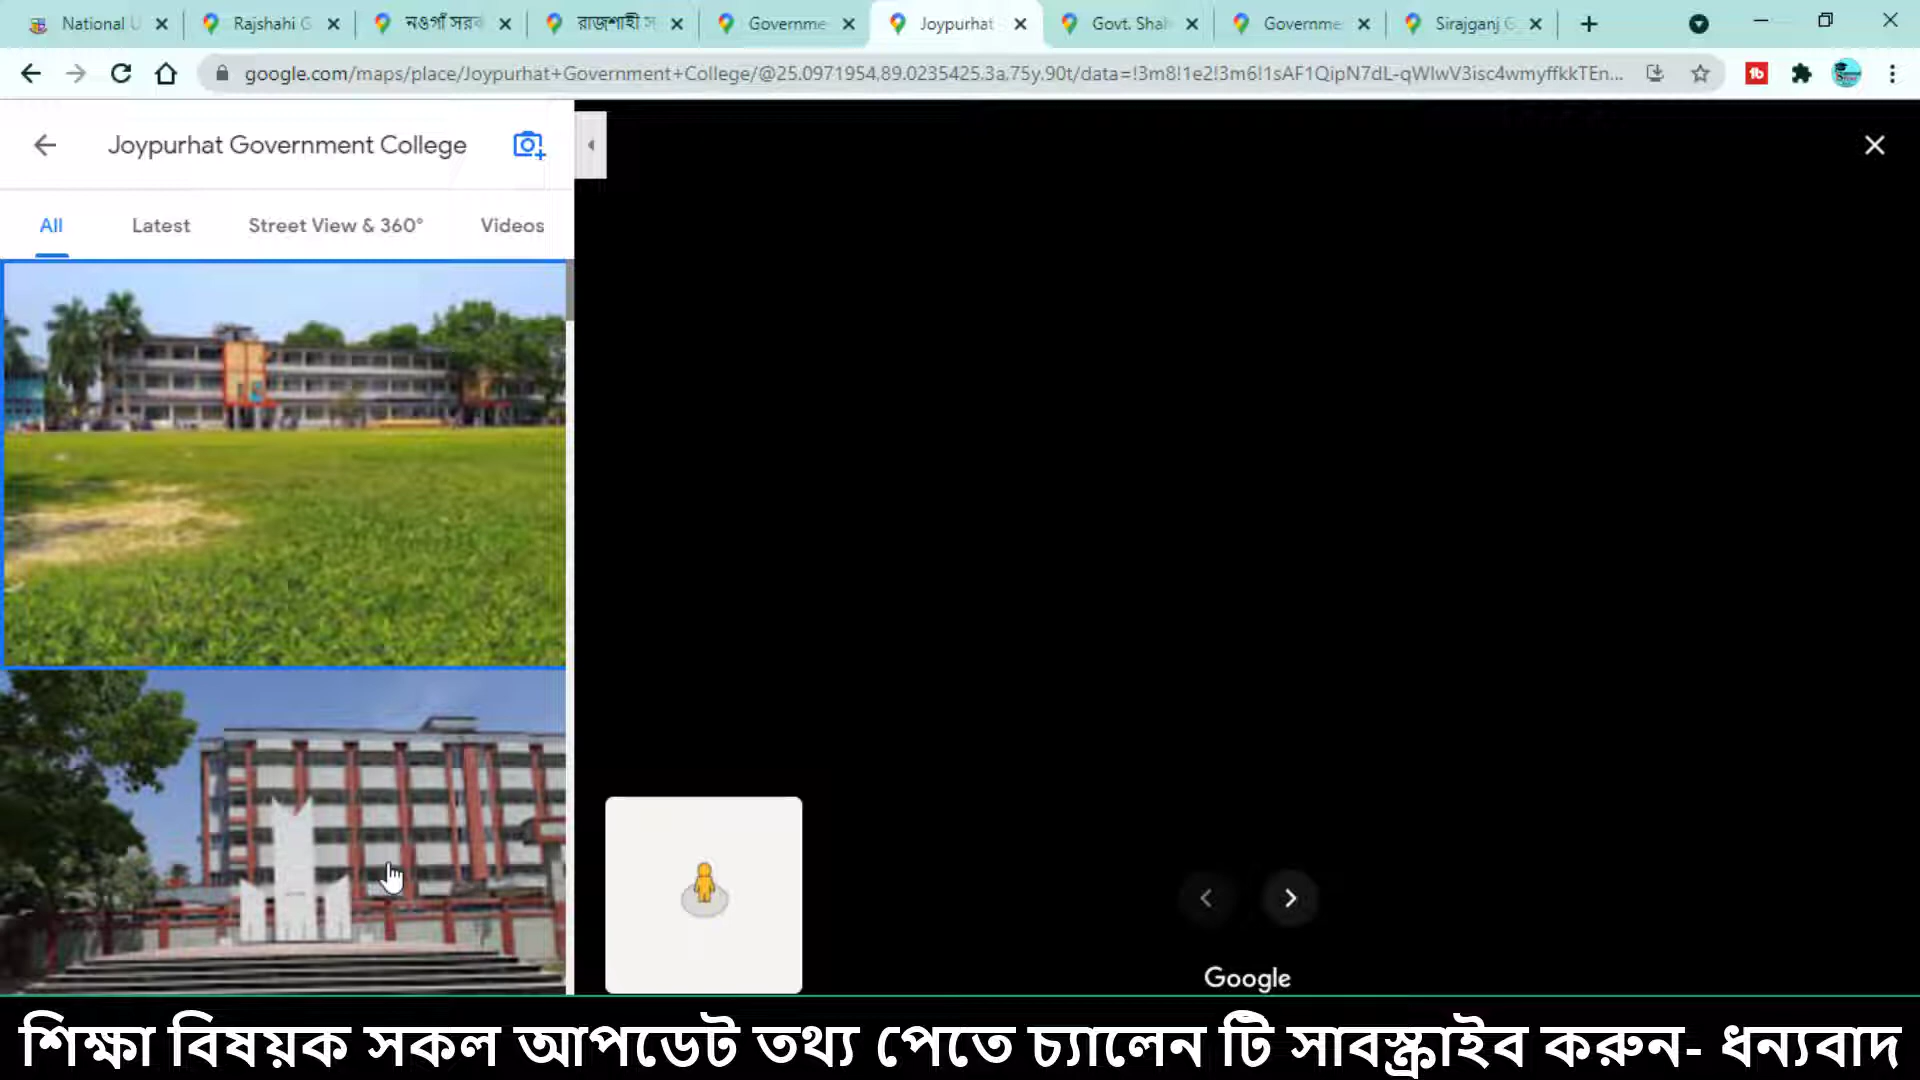 National U
Rajshahi G
নওগাঁ সরক
রাজশাহী স
Governme
Joypurhat
Govt. Shah
Governme
Sirajganj G
google.com/maps/place/Joypurhat+Government+College/@25.0971954,89.0235425,3a,75y,90t/data=!3m8!1e2!3m6!1sAF1QipN7dL-qWIwV3isc4wmyffkkTEn...
Joypurhat Government College
All
Latest
Street View & 360°
Videos
Google
শিক্ষা বিষয়ক সকল আপডেট তথ্য পেতে চ্যালেন টি সাবস্ক্রাইব করুন- ধন্যবাদ